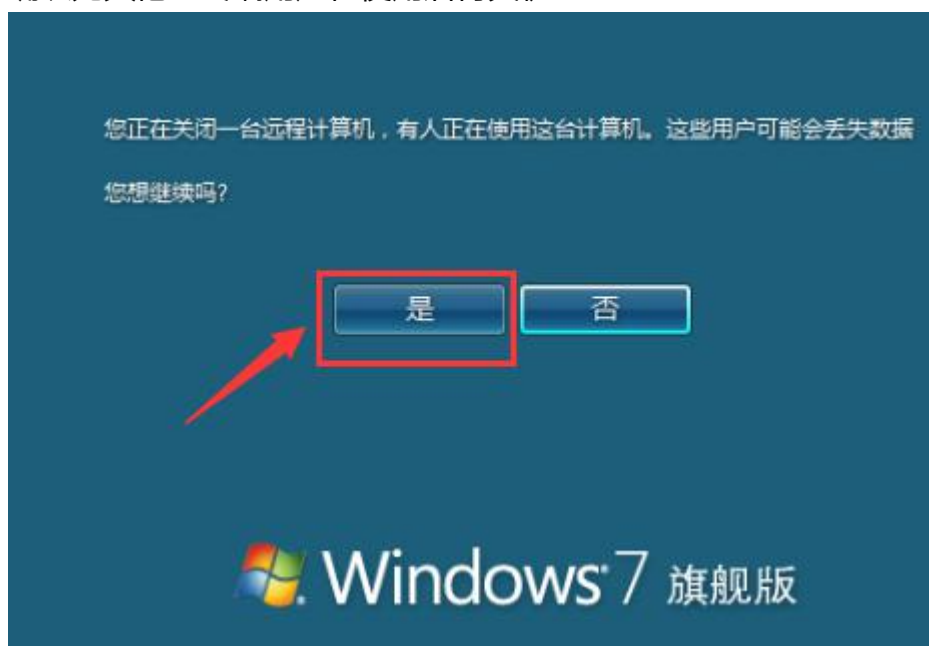 您正在关闭一台远程计算机，有人正在使用这台计算机。这些用户可能会丢失数据
您想继续吗？
是
否
Windows 7 旗舰版